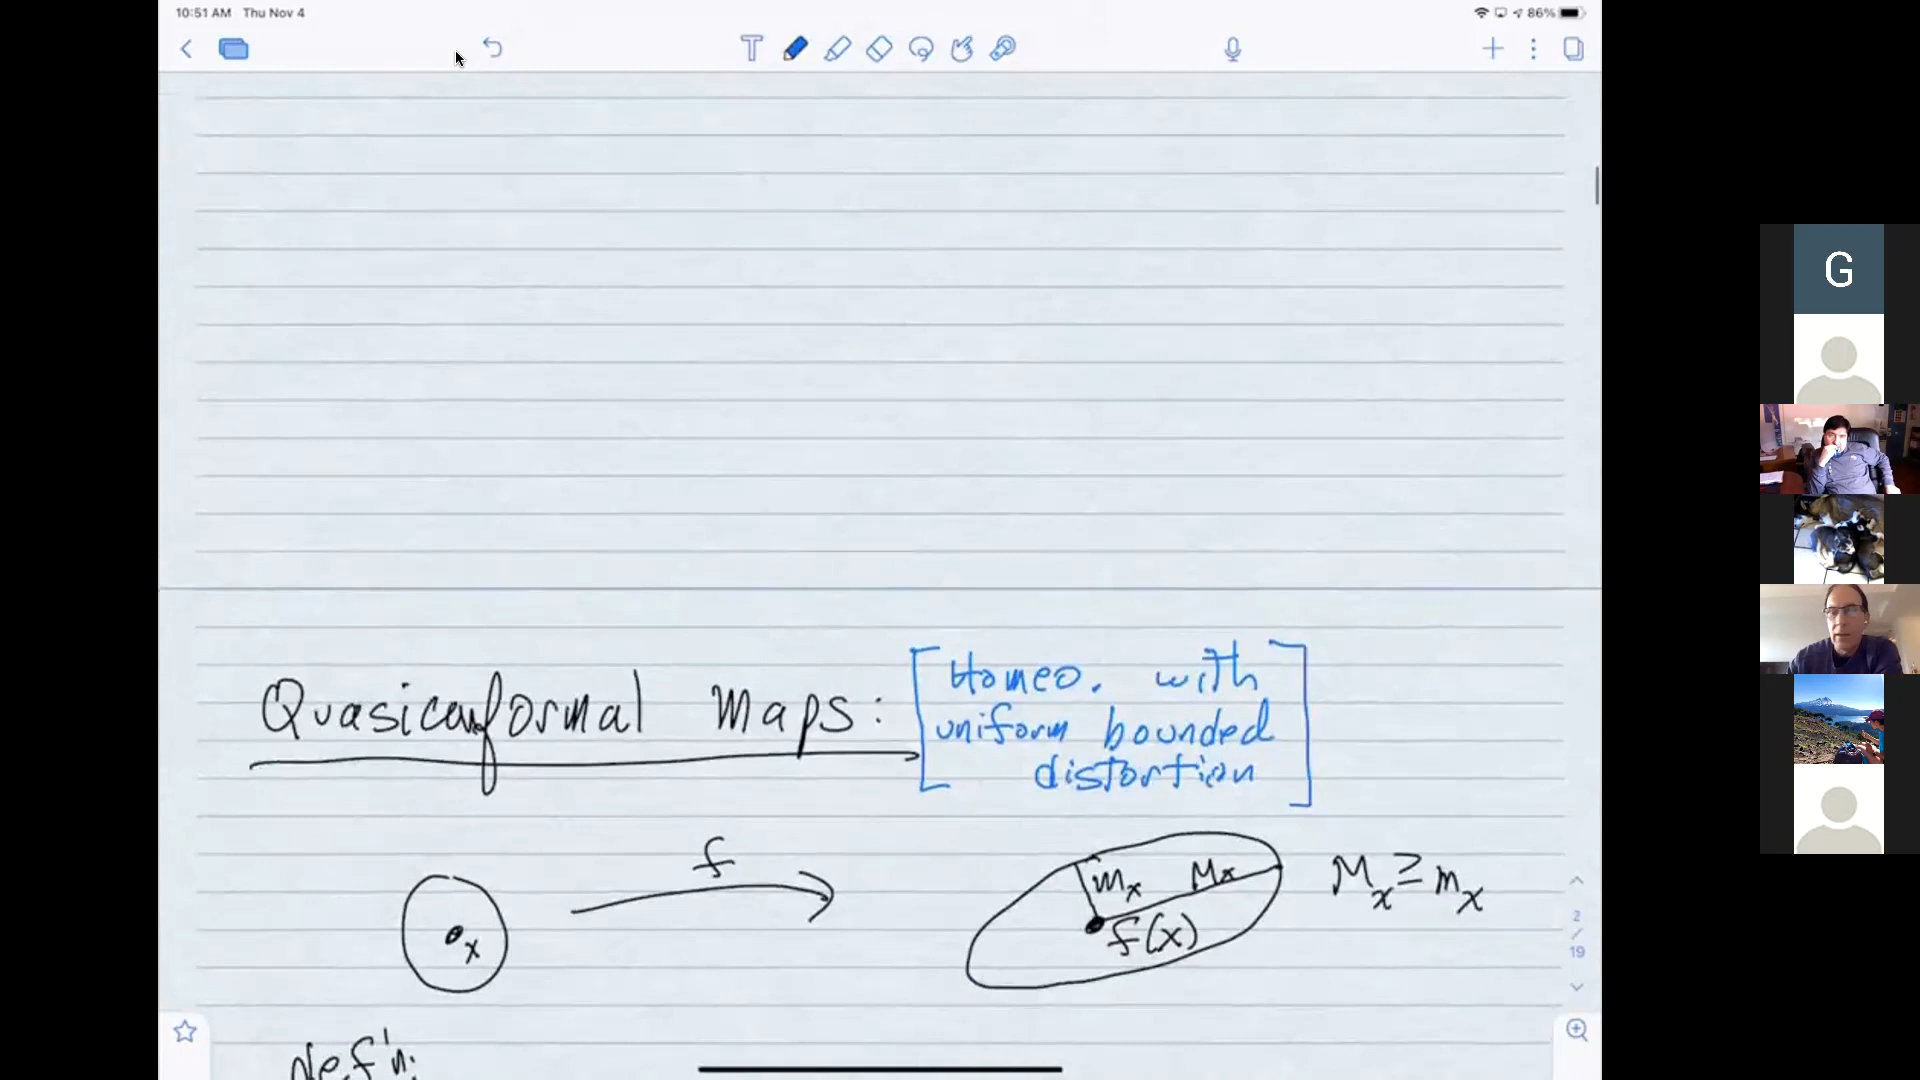 10:51 AM Thu Nov 4
86%
T
G
Quasiconformal Maps:
Homeo. with
uniform bounded
distortion
f
m_x M_x
M_x ≥ m_x
x
f(x)
2
/
19
def'n: